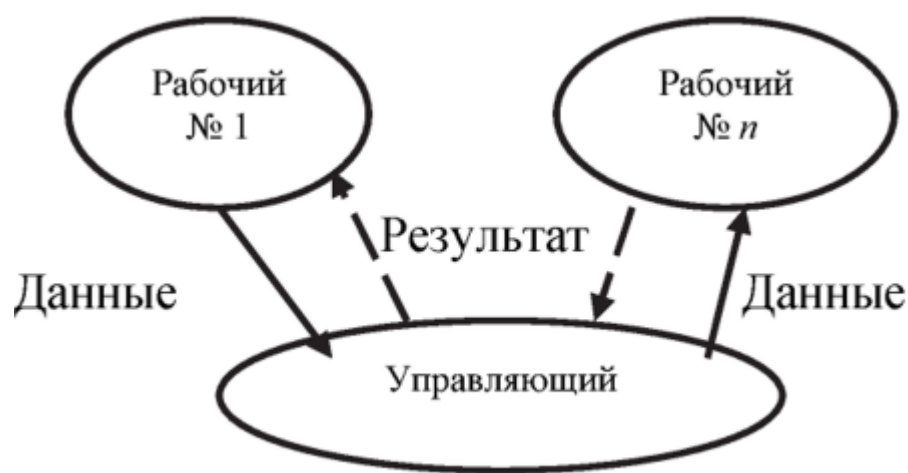 Рабочий
№ 1
Рабочий
№ n
Результат
Данные
Данные
Управляющий